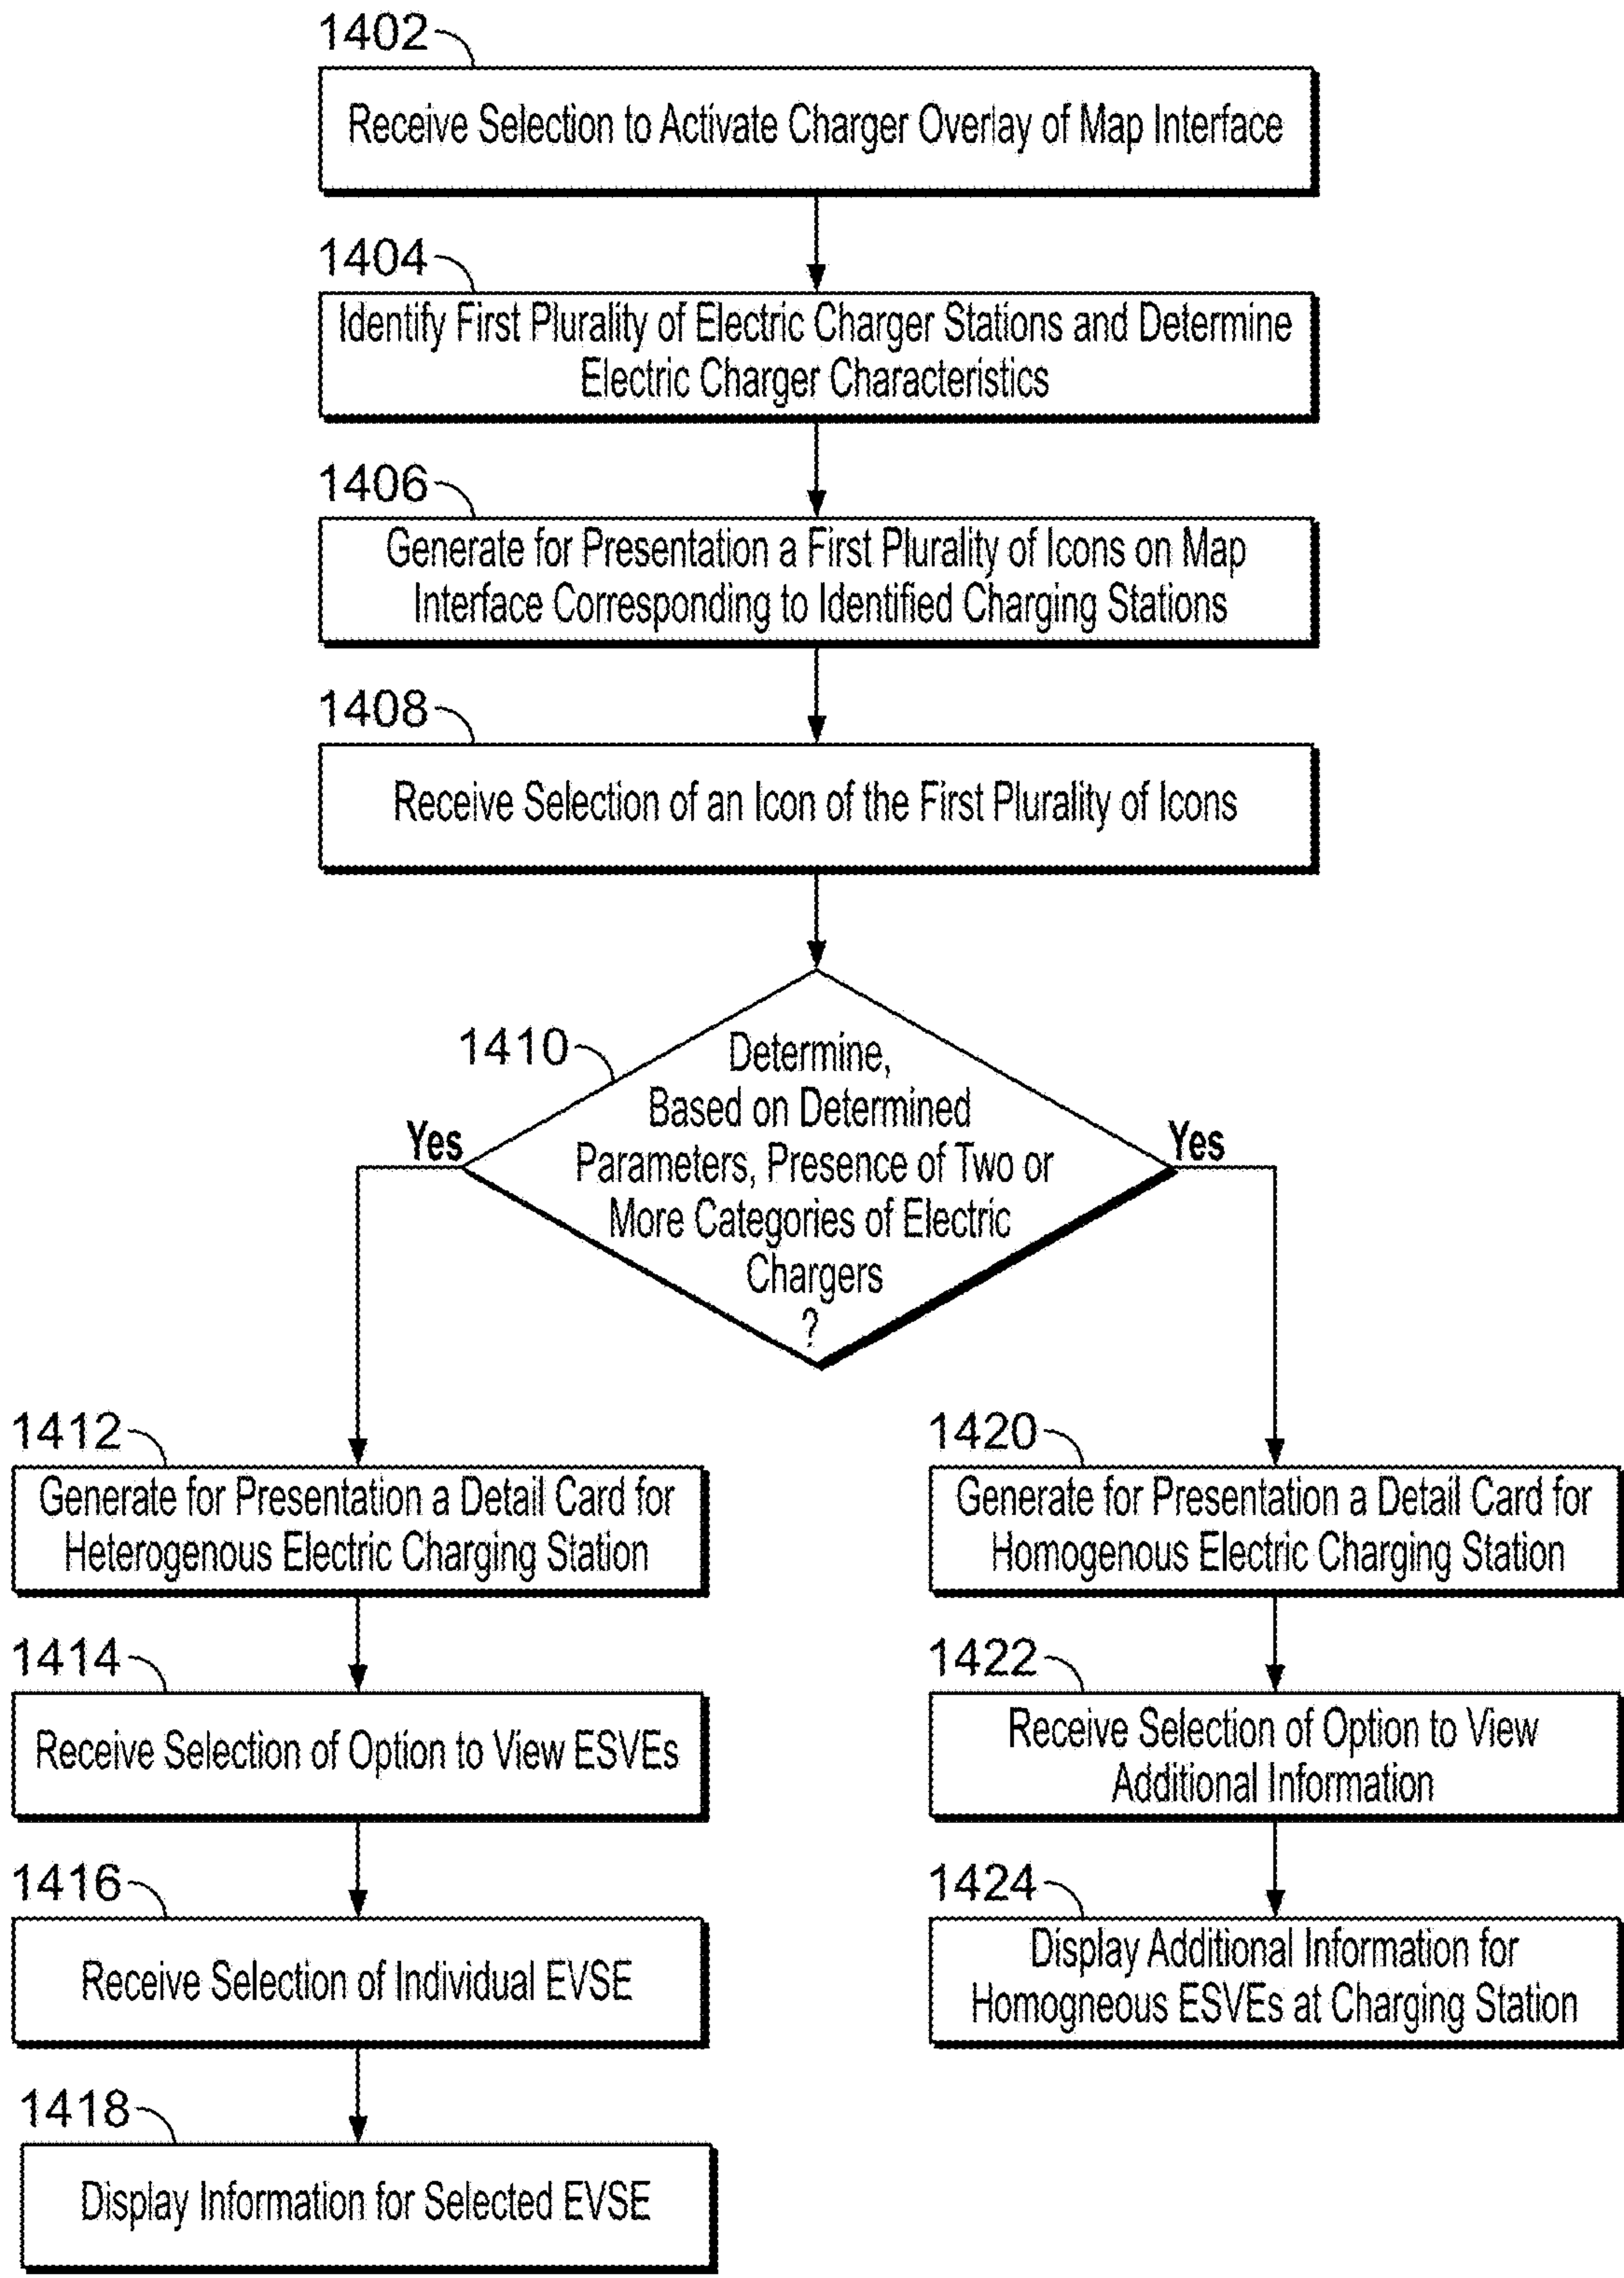 1402
Receive Selection to Activate Charger Overlay of Map Interface
1404
Identify First Plurality of Electric Charger Stations and Determine
Electric Charger Characteristics
1406
Generate for Presentation a First Plurality of Icons on Map
Interface Corresponding to Identified Charging Stations
1408
Receive Selection of an Icon of the First Plurality of Icons
1410
Determine,
Based on Determined
Parameters, Presence of Two or
More Categories of Electric
Chargers
?
Yes
Yes
1412
Generate for Presentation a Detail Card for
Heterogenous Electric Charging Station
1414
Receive Selection of Option to View ESVEs
1416
Receive Selection of Individual EVSE
1418
Display Information for Selected EVSE
1420
Generate for Presentation a Detail Card for
Homogenous Electric Charging Station
1422
Receive Selection of Option to View
Additional Information
1424
Display Additional Information for
Homogneous ESVEs at Charging Station